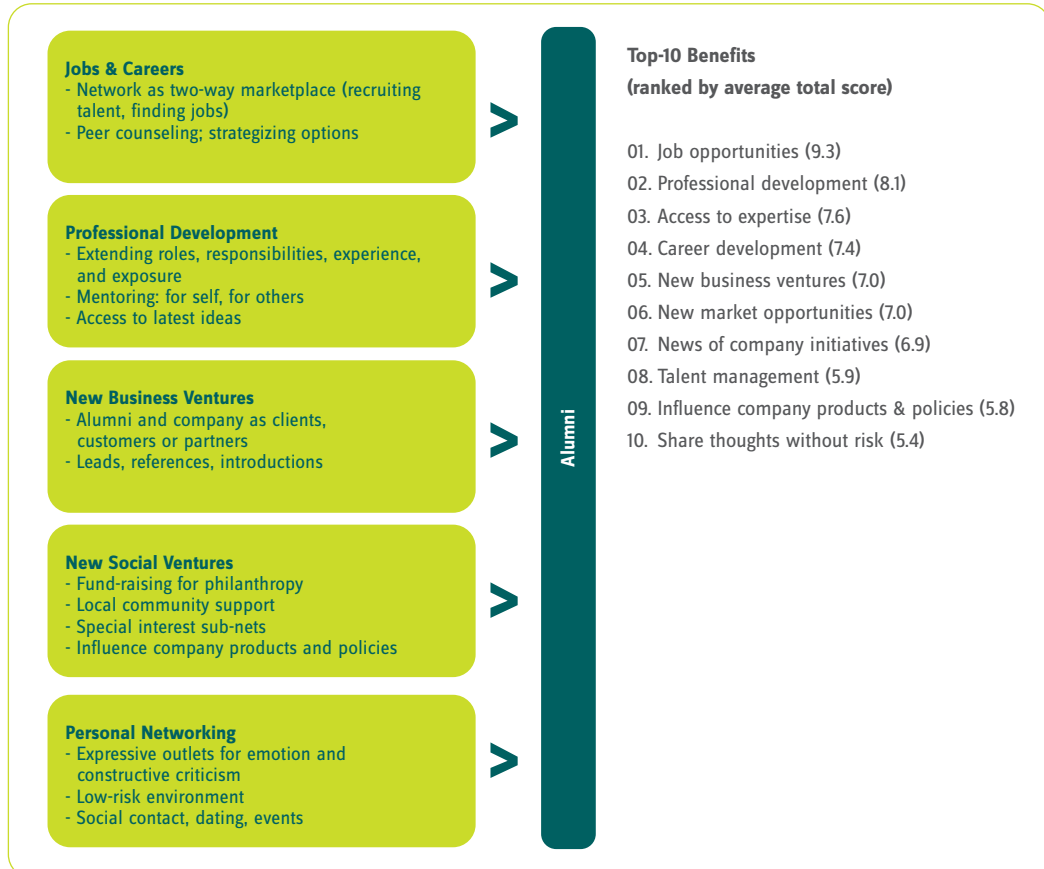 Jobs & Careers
- Network as two-way marketplace (recruiting
talent, finding jobs)
- Peer counseling; strategizing options
>
Professional Development
- Extending roles, responsibilities, experience,
and exposure
- Mentoring: for self, for others
- Access to latest ideas
>
New Business Ventures
- Alumni and company as clients,
customers or partners
- Leads, references, introductions
>
New Social Ventures
- Fund-raising for philanthropy
- Local community support
- Special interest sub-nets
- Influence company products and policies
>
Personal Networking
- Expressive outlets for emotion and
constructive criticism
- Low-risk environment
- Social contact, dating, events
>
Alumni
Top-10 Benefits
(ranked by average total score)
01. Job opportunities (9.3)
02. Professional development (8.1)
03. Access to expertise (7.6)
04. Career development (7.4)
05. New business ventures (7.0)
06. New market opportunities (7.0)
07. News of company initiatives (6.9)
08. Talent management (5.9)
09. Influence company products & policies (5.8)
10. Share thoughts without risk (5.4)